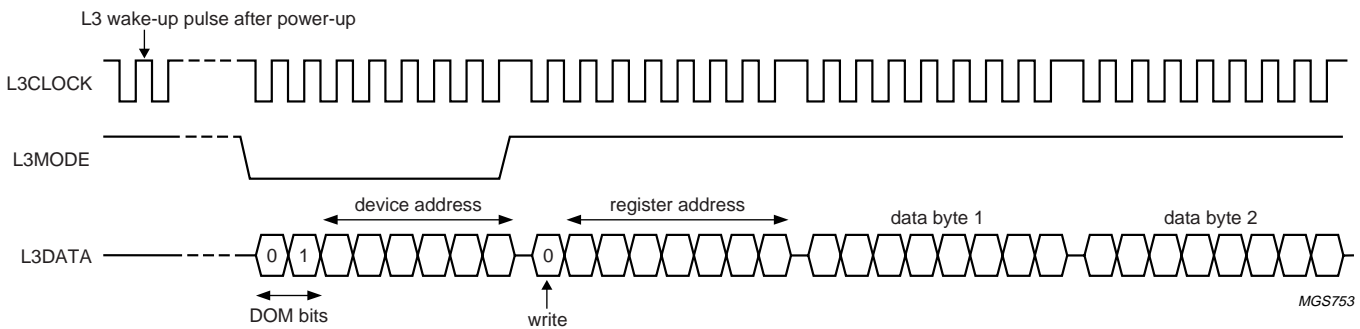 L3 wake-up pulse after power-up
L3CLOCK
L3MODE
device address
register address
data byte 1
data byte 2
L3DATA
0 1
0
DOM bits
write
MGS753